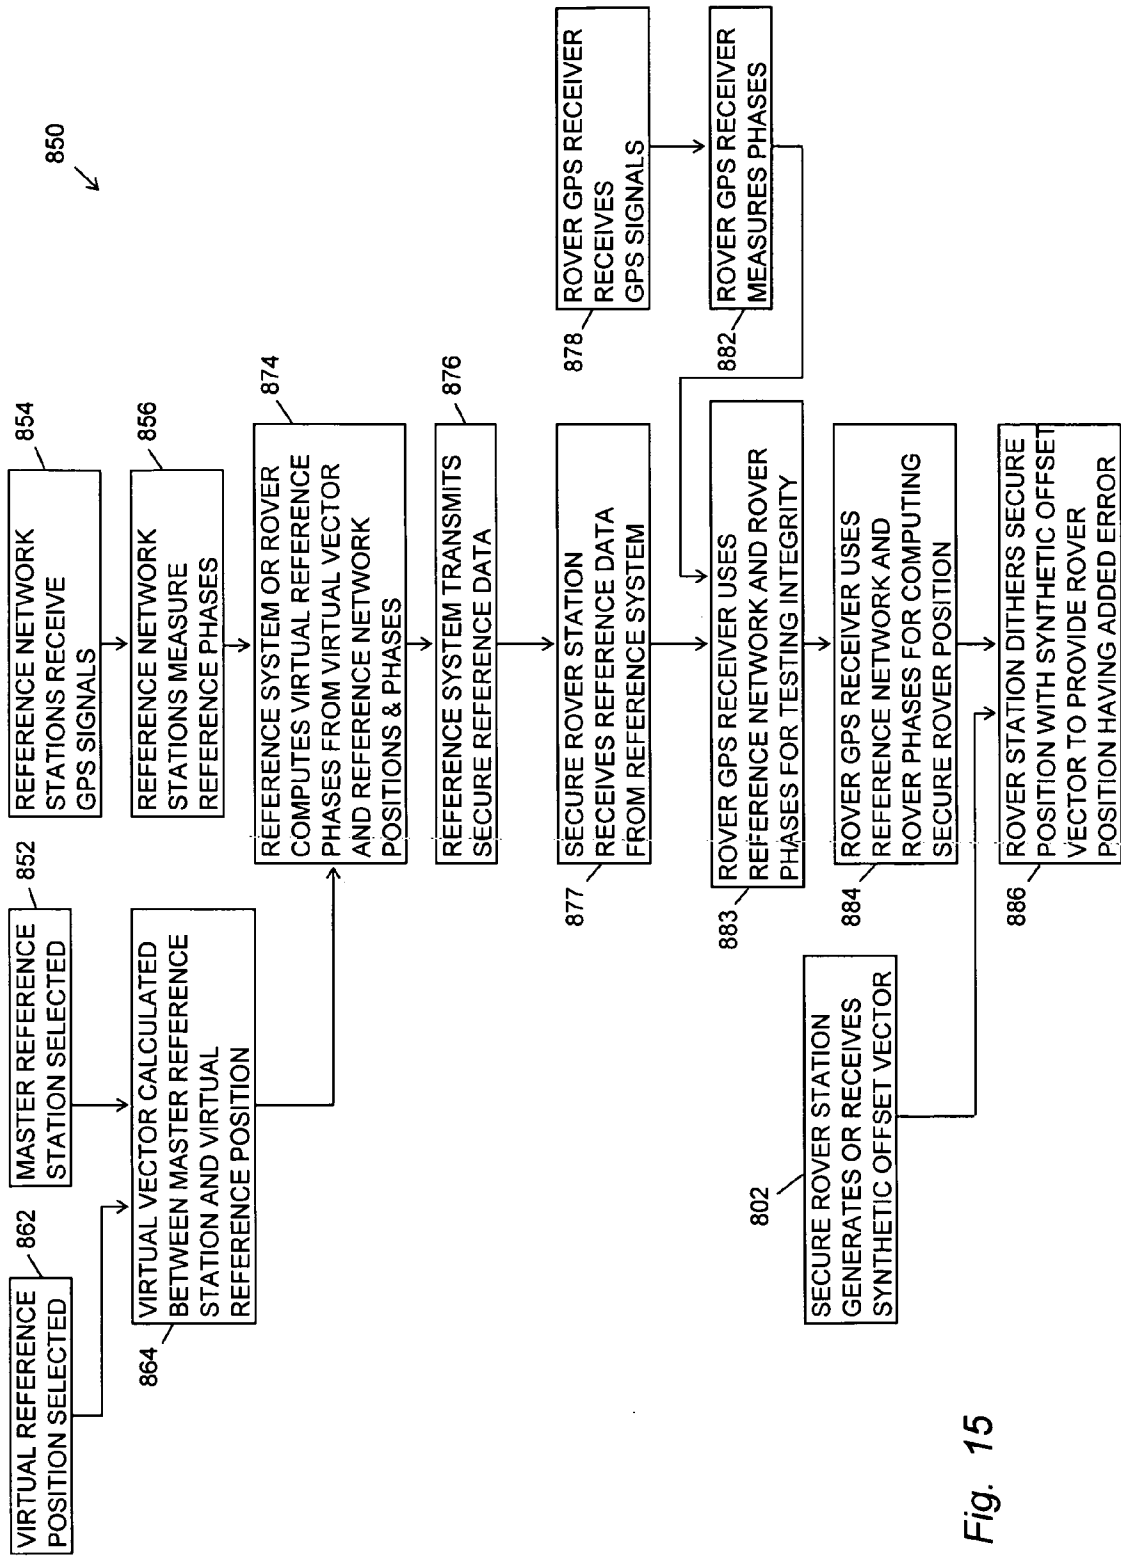 850
854
REFERENCE NETWORK
STATIONS RECEIVE
GPS SIGNALS
856
REFERENCE NETWORK
STATIONS MEASURE
REFERENCE PHASES
852
MASTER REFERENCE
STATION SELECTED
862
VIRTUAL REFERENCE
POSITION SELECTED
VIRTUAL VECTOR CALCULATED
BETWEEN MASTER REFERENCE
STATION AND VIRTUAL
REFERENCE POSITION
864
874
REFERENCE SYSTEM OR ROVER
COMPUTES VIRTUAL REFERENCE
PHASES FROM VIRTUAL VECTOR
AND REFERENCE NETWORK
POSITIONS & PHASES
876
REFERENCE SYSTEM TRANSMITS
SECURE REFERENCE DATA
SECURE ROVER STATION
RECEIVES REFERENCE DATA
FROM REFERENCE SYSTEM
877
ROVER GPS RECEIVER
RECEIVES
GPS SIGNALS
878
ROVER GPS RECEIVER
MEASURES PHASES
882
ROVER GPS RECEIVER USES
REFERENCE NETWORK AND ROVER
PHASES FOR TESTING INTEGRITY
883
ROVER GPS RECEIVER USES
REFERENCE NETWORK AND
ROVER PHASES FOR COMPUTING
SECURE ROVER POSITION
884
802
SECURE ROVER STATION
GENERATES OR RECEIVES
SYNTHETIC OFFSET VECTOR
ROVER STATION DITHERS SECURE
POSITION WITH SYNTHETIC OFFSET
VECTOR TO PROVIDE ROVER
POSITION HAVING ADDED ERROR
886
Fig. 15